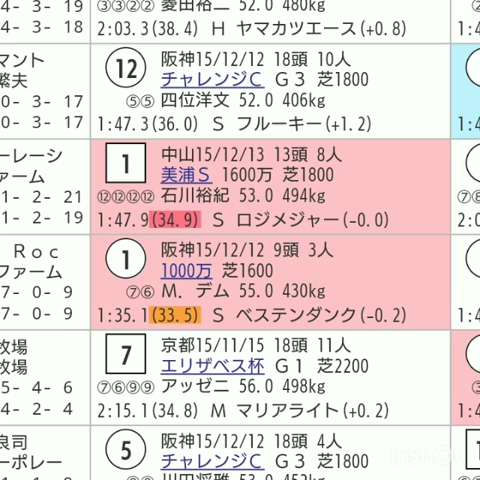 4- 3- 19
4- 3- 18
③③②② 菱田裕二 52.0 480kg
2:03.3(38.4) H ヤマカツエース(+0.8)
マント
繁夫
0- 3- 17
0- 3- 17
12
阪神15/12/12 18頭 10人
チャレンジC G3 芝1800
⑤⑤ 四位洋文 52.0 406kg
1:47.3(36.0) S フルーキー(+1.2)
ーレーシ
ァーム
1- 2- 21
1- 2- 19
1
中山15/12/13 13頭 8人
美浦S 1600万 芝1800
⑫⑫⑫⑫ 石川裕紀 53.0 494kg
1:47.9(34.9) S ロジメジャー(-0.0)
Roc
ファーム
7- 0- 9
7- 0- 9
1
阪神15/12/12 9頭 3人
1000万 芝1600
⑦⑥ M．デム 55.0 430kg
1:35.1(33.5) S ベステンダンク(-0.2)
牧場
牧場
5- 4- 6
4- 2- 4
7
京都15/11/15 18頭 11人
エリザベス杯 G1 芝2200
⑦⑥⑨⑨ アッゼニ 56.0 498kg
2:15.1(34.8) M マリアライト(+0.2)
良司
ーポレー
5
阪神15/12/12 18頭 4人
チャレンジC G3 芝1800